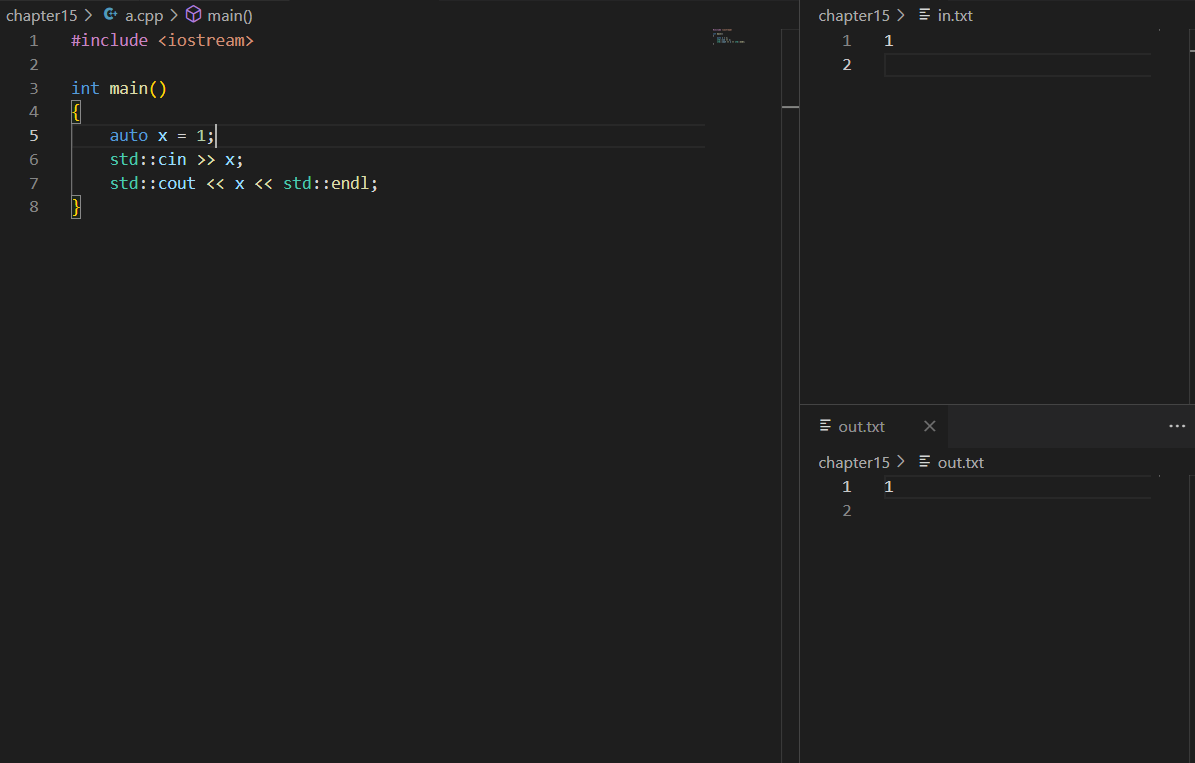 chapter15 > a.cpp > main()
1 #include <iostream>
2
3 int main()
4 {
5 auto x = 1;
6 std::cin >> x;
7 std::cout << x << std::endl;
8 }
chapter15 > in.txt
1 1
2
out.txt
chapter15 > out.txt
1 1
2